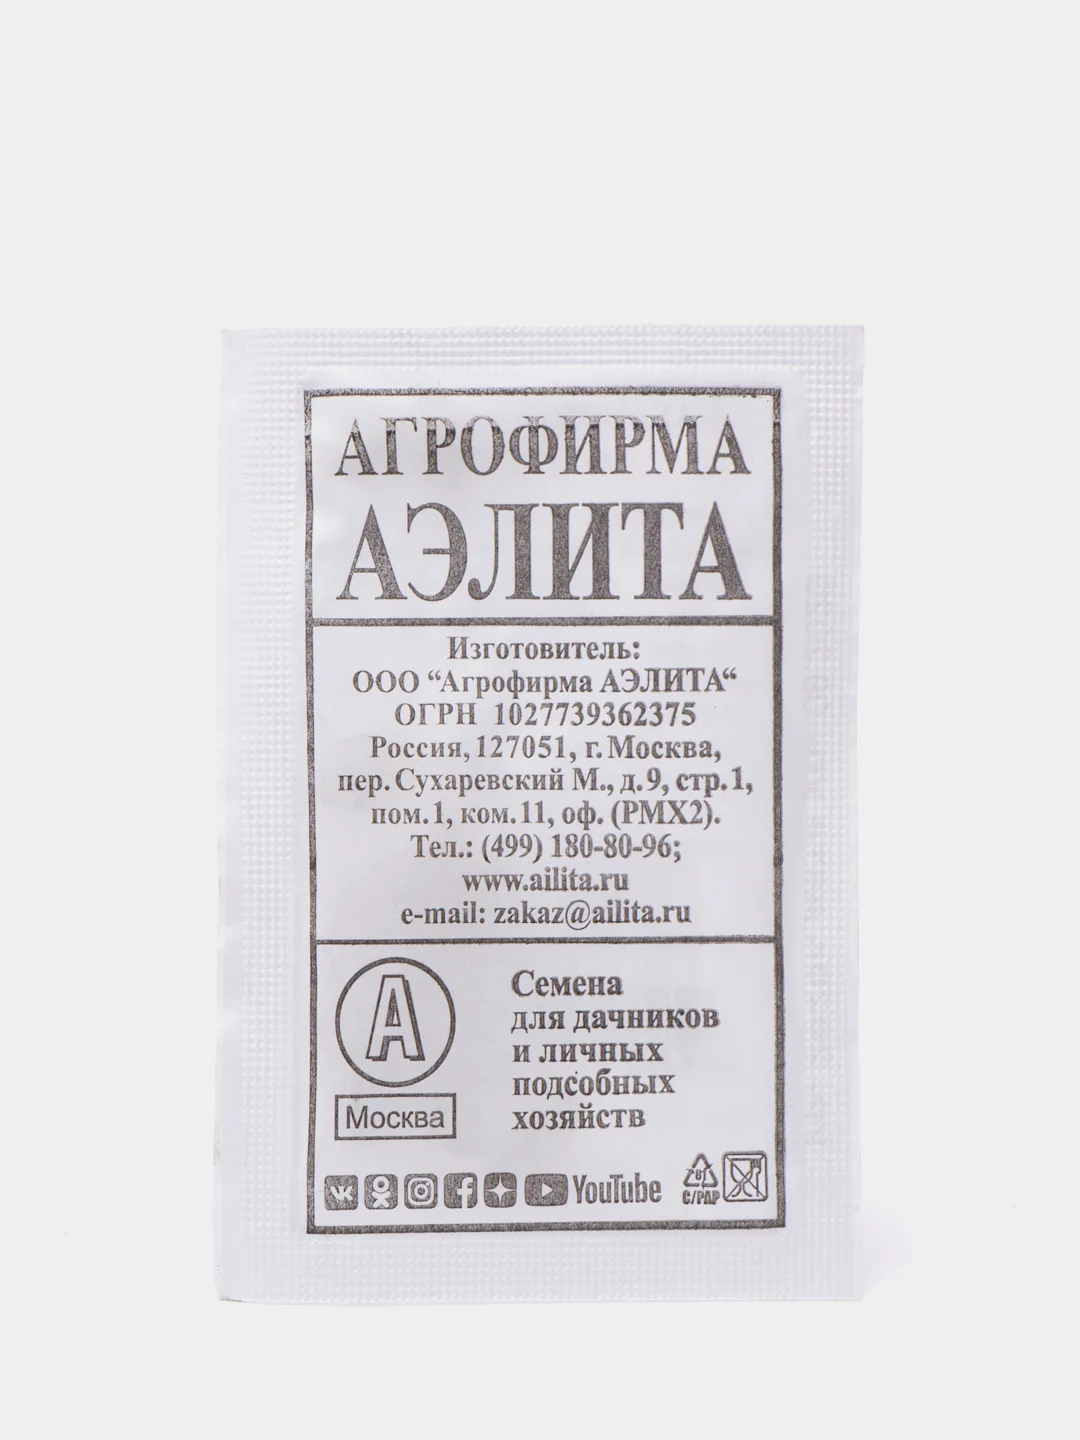 АГРОФИРМА
АЭЛИТА
Изготовитель:
ООО “Агрофирма АЭЛИТА“
ОГРН 1027739362375
Россия, 127051, г. Москва,
пер. Сухаревский М., д. 9, стр. 1,
пом. 1, ком. 11, оф. (РМХ2).
Тел.: (499) 180-80-96;
www.ailita.ru
e-mail: zakaz@ailita.ru
А
Москва
Семена
для дачников
и личных
подсобных
хозяйств
YouTube
81
C/PAP